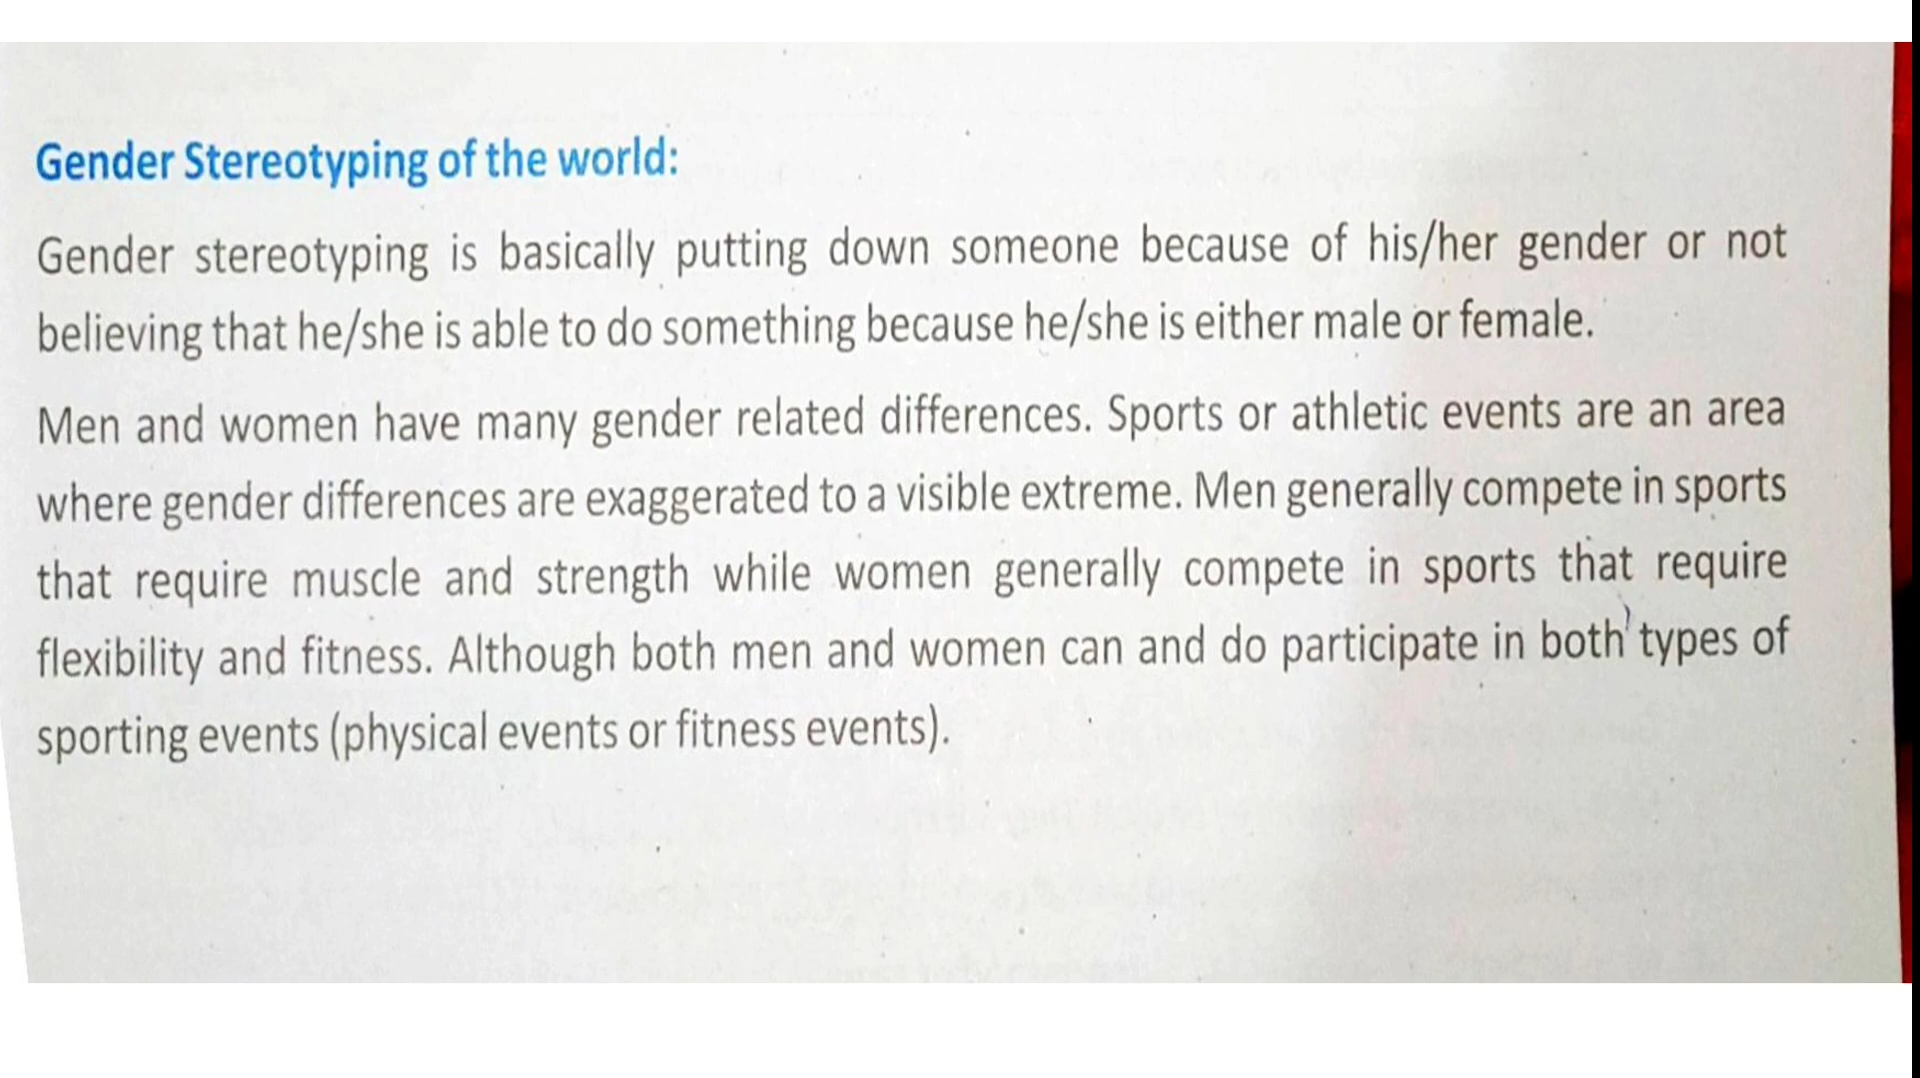 Gender Stereotyping of the world:
Gender stereotyping is basically putting down someone because of his/her gender or not
believing that he/she is able to do something because he/she is either male or female.
Men and women have many gender related differences. Sports or athletic events are an area
where gender differences are exaggerated to a visible extreme. Men generally compete in sports
that require muscle and strength while women generally compete in sports that require
flexibility and fitness. Although both men and women can and do participate in both types of
sporting events (physical events or fitness events).